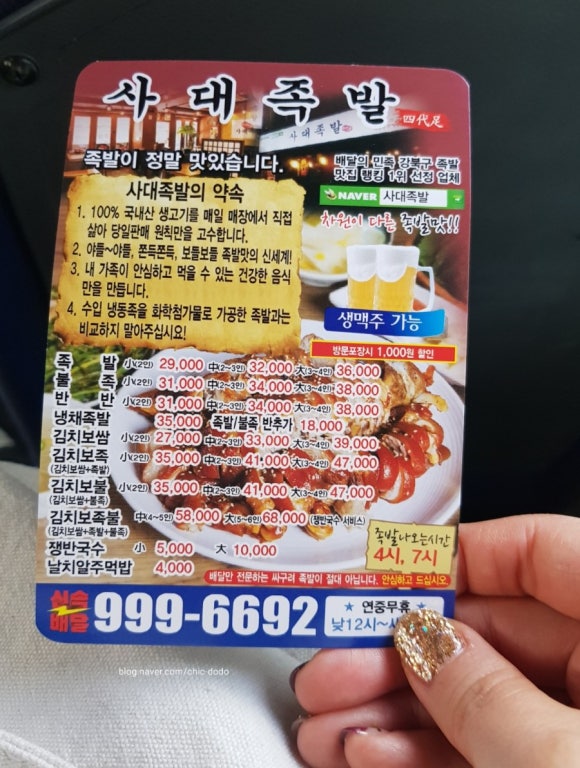 사대족발 四代足
족발이 정말 맛있습니다.
배달의 민족 강북구 족발
맛집 랭킹 1위 선정 업체
NAVER 사대족발
차원이 다른 족발맛!!
사대족발
사대족발의 약속
1. 100% 국내산 생고기를 매일 매장에서 직접
삶아 당일판매 원칙만을 고수합니다.
2. 야들~야들, 쫀득쫀득, 보들보들 족발맛의 신세계!
3. 내 가족이 안심하고 먹을 수 있는 건강한 음식
만을 만듭니다.
4. 수입 냉동족을 화학첨가물로 가공한 족발과는
비교하지 말아주십시요!
생맥주 가능
방문포장시 1,000원 할인
족발 小(2인) 29,000 中(2~3인) 32,000 大(3~4인) 36,000
불족 小(2인) 31,000 中(2~3인) 34,000 大(3~4인) 38,000
반반 小(2인) 31,000 中(2~3인) 34,000 大(3~4인) 38,000
냉채족발 35,000 족발/불족 반추가 18,000
김치보쌈 小(2인) 27,000 中(2~3인) 33,000 大(3~4인) 39,000
김치보족 小(2인) 35,000 中(2~3인) 41,000 大(3~4인) 47,000
(김치보쌈+족발)
김치보불 小(2인) 35,000 中(2~3인) 41,000 大(3~4인) 47,000
(김치보쌈+불족)
김치보족불 中(4~5인) 58,000 大(5~6인) 68,000 (쟁반국수 서비스)
(김치보쌈+족발+불족)
쟁반국수 小 5,000 大 10,000
날치알주먹밥 4,000
족발나오는시간
4시, 7시
배달만 전문하는 싸구려 족발이 절대 아닙니다. 안심하고 드십시오.
신속
배달
999-6692
★ 연중무휴 ★
낮12시~
blog.naver.com/ohic-dodo